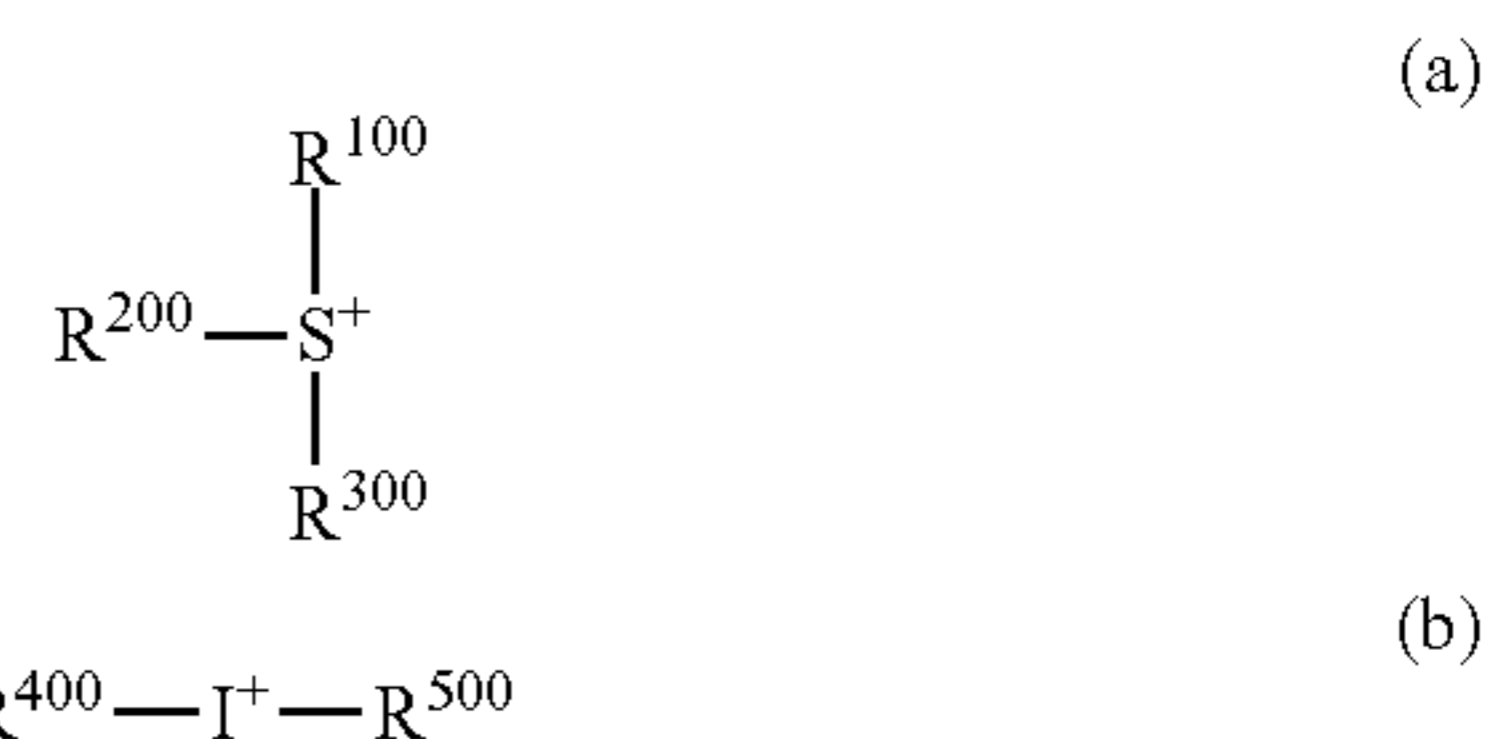 (a)
R100
R200 — S+
R300
(b)
R400 — I+ — R500